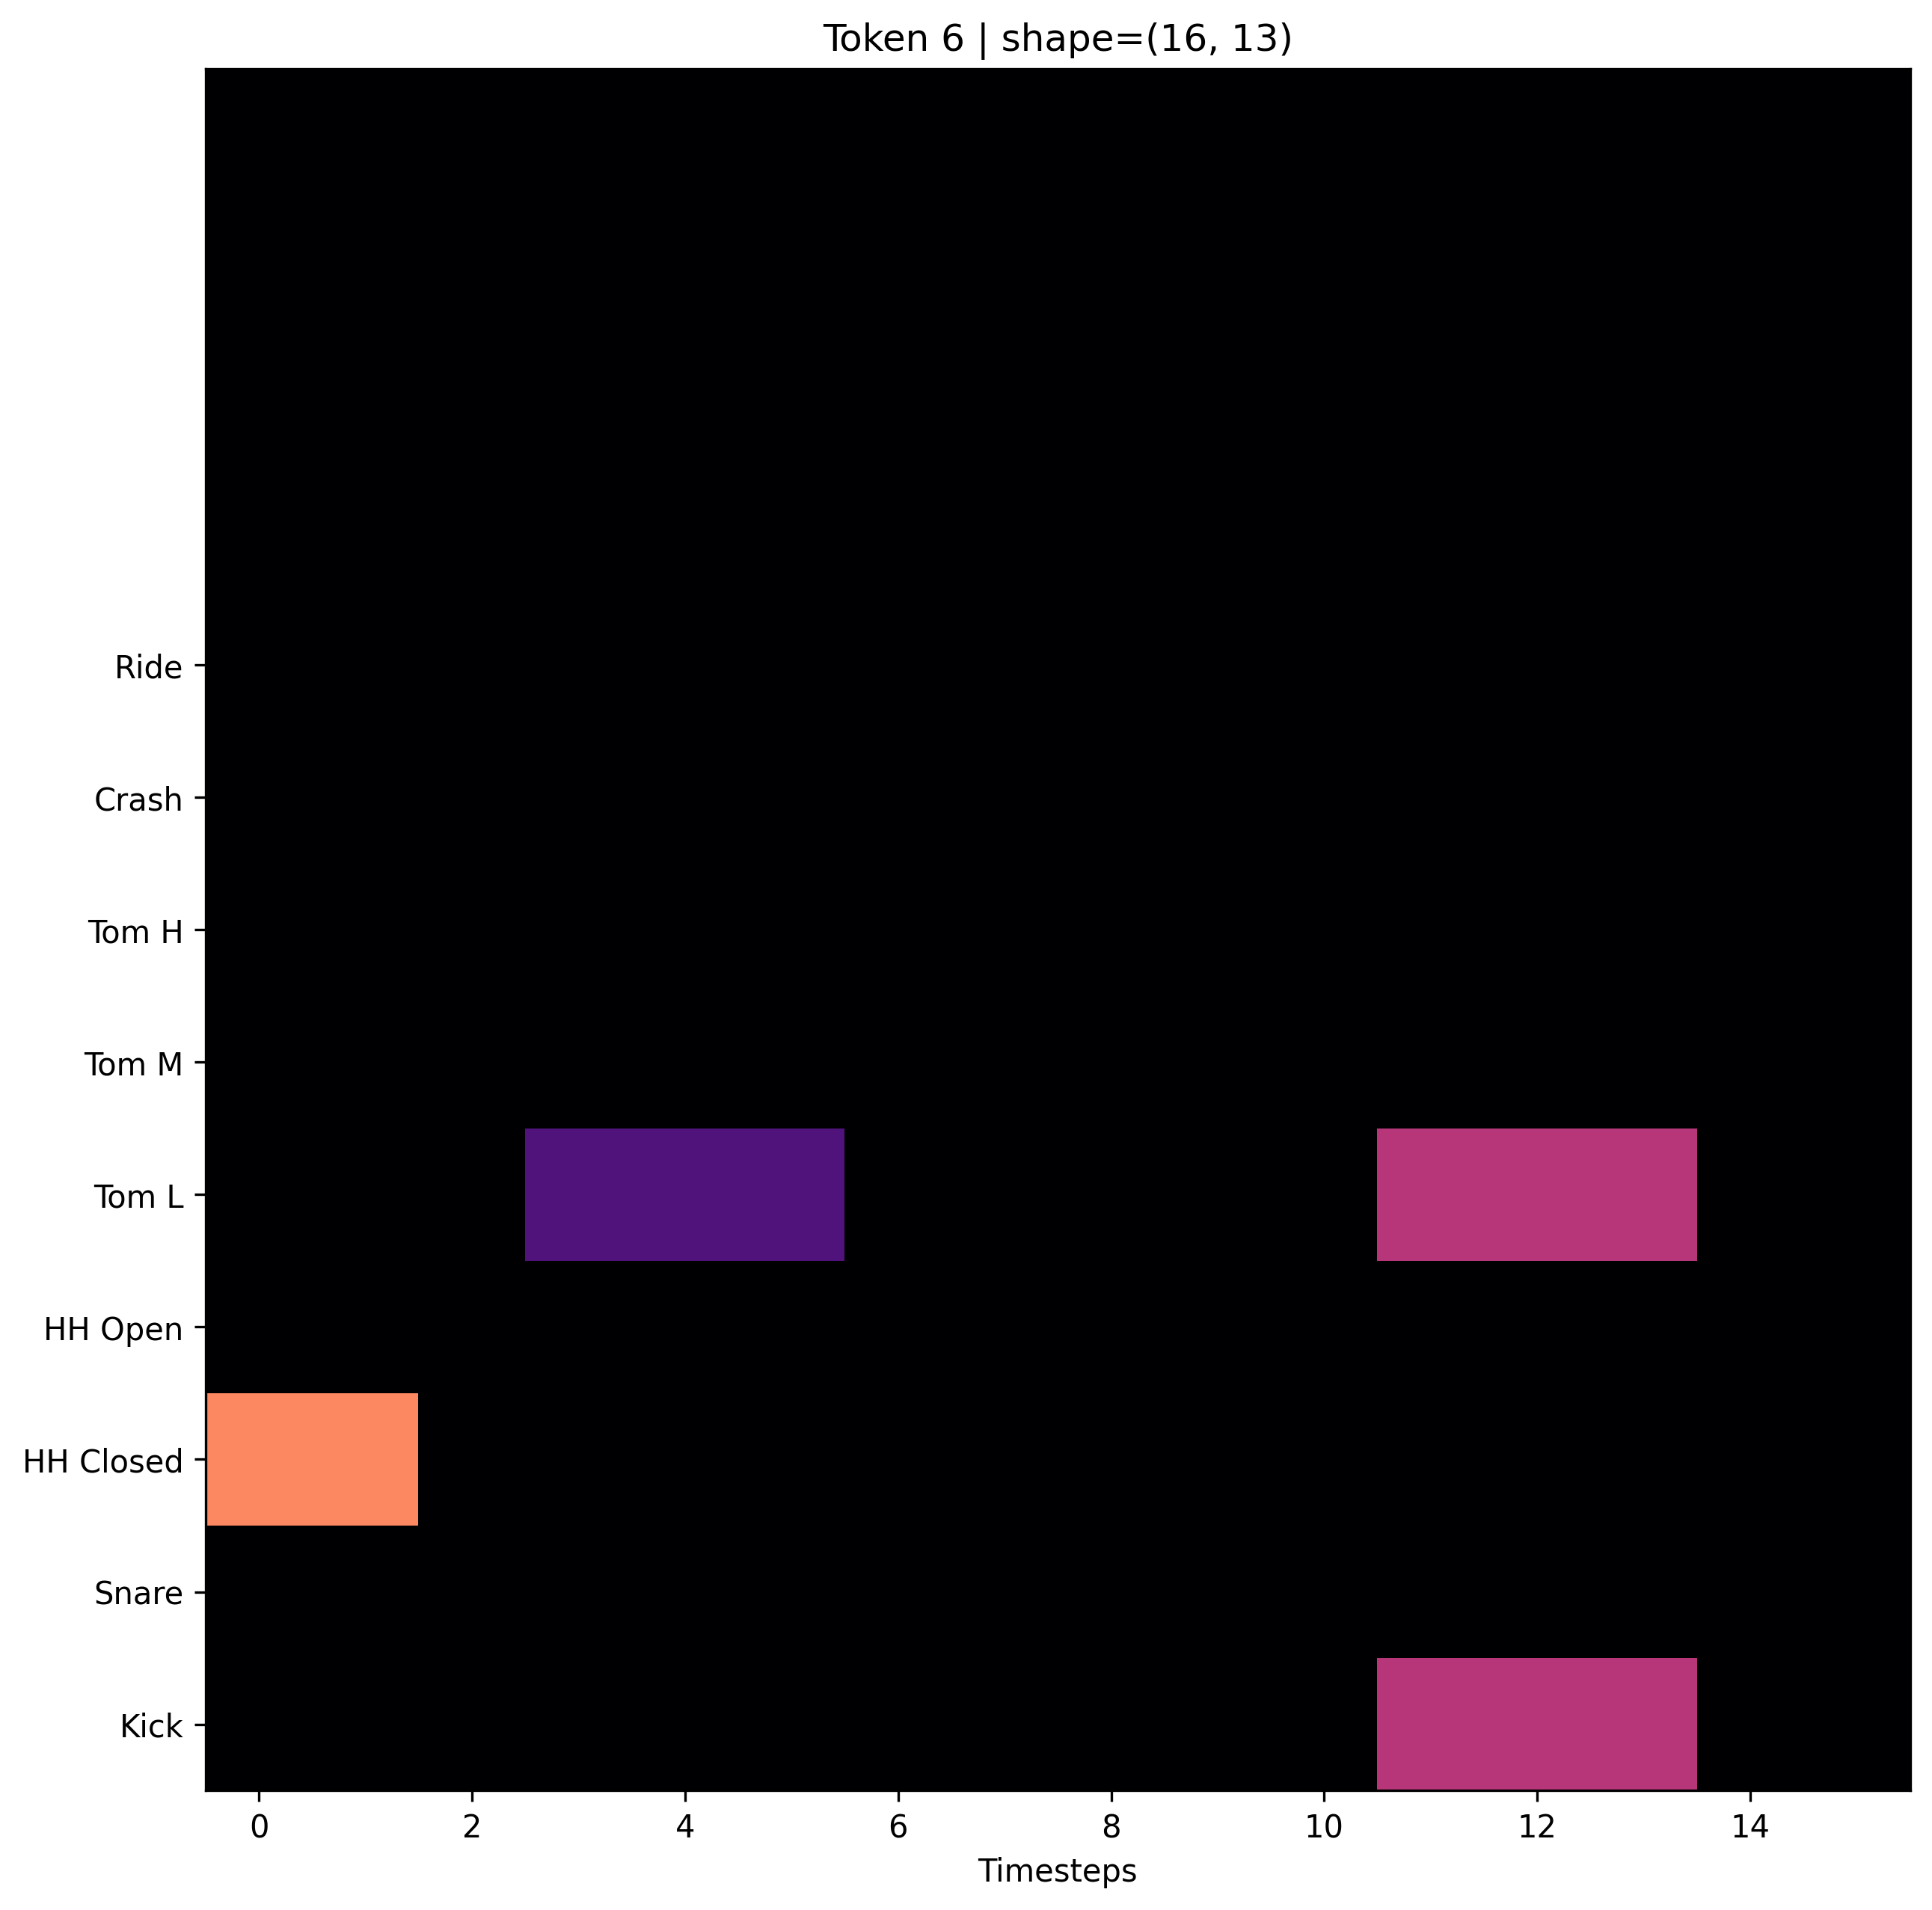 Token 6 | shape=(16, 13)
Ride
Crash
Tom H
Tom M
Tom L
HH Open
HH Closed
Snare
Kick
0 2 4 6 8 10 12 14
Timesteps